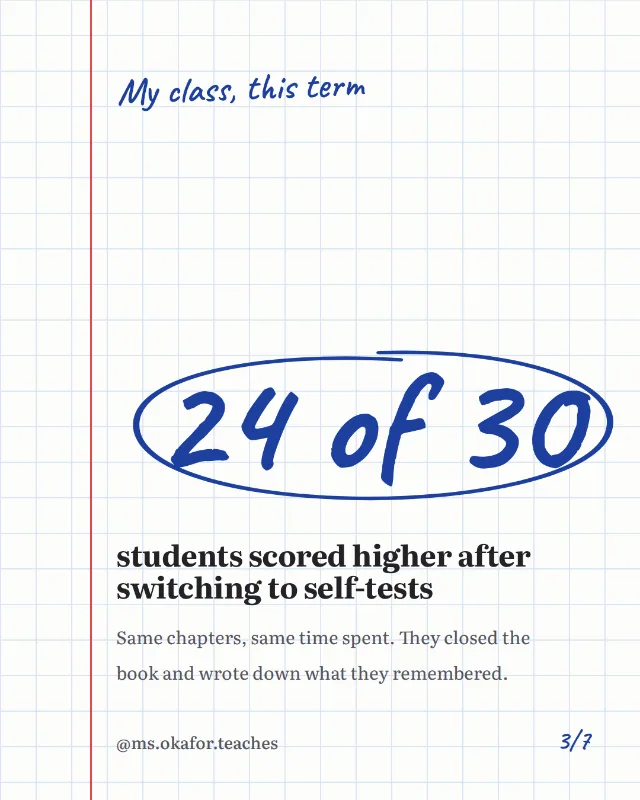 My class, this term
24 of 30
students scored higher after
switching to self-tests
Same chapters, same time spent. They closed the
book and wrote down what they remembered.
@ms.okafor.teaches
3/7